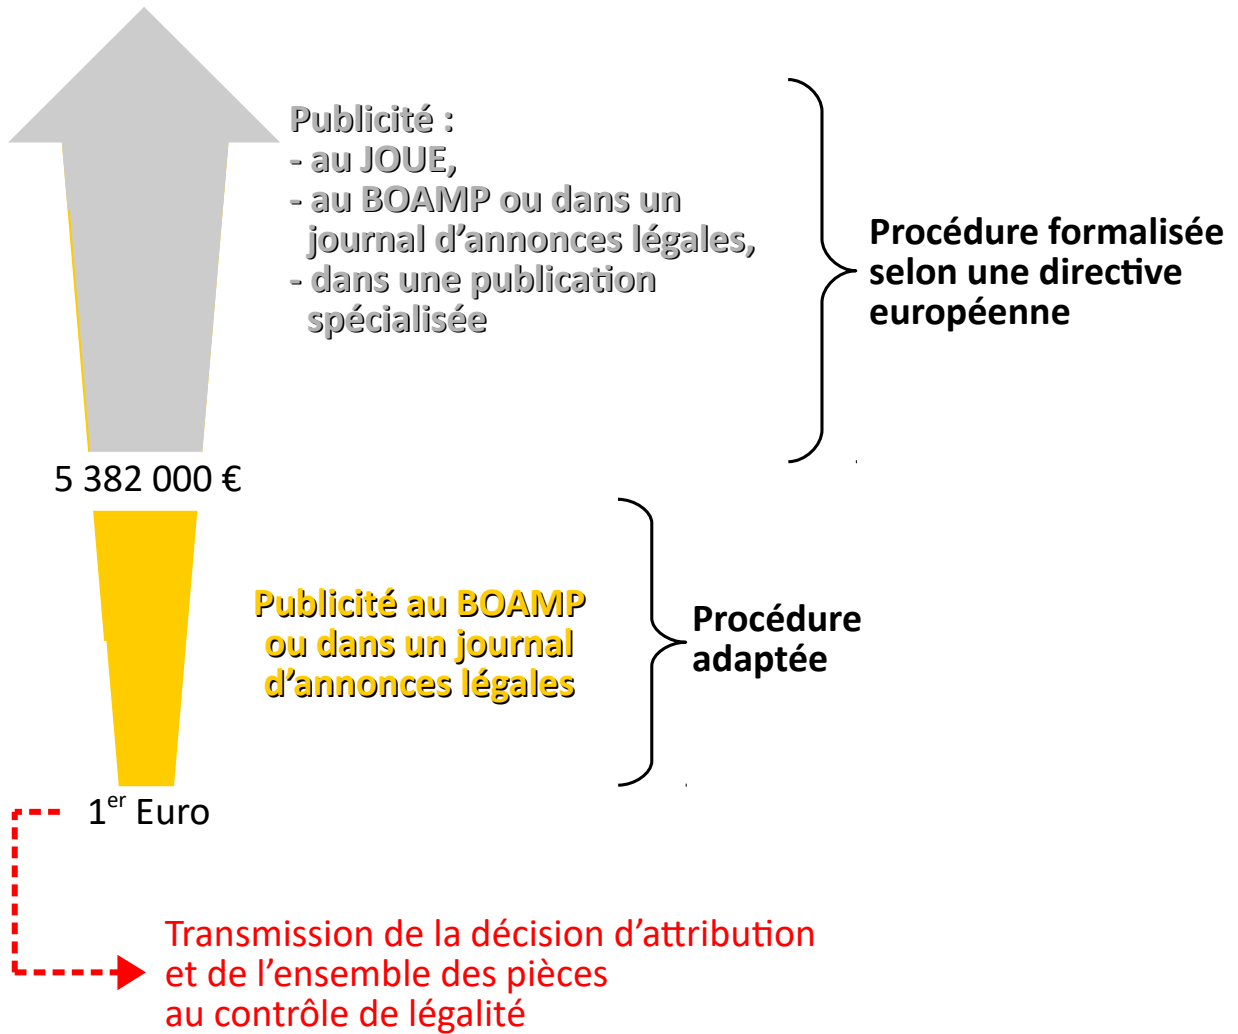 Publicité :
- au JOUE,
- au BOAMP ou dans un
journal d’annonces légales,
- dans une publication
spécialisée
Procédure formalisée
selon une directive
européenne
5 382 000 €
Publicité au BOAMP
ou dans un journal
d’annonces légales
Procédure
adaptée
1er Euro
Transmission de la décision d’attribution
et de l’ensemble des pièces
au contrôle de légalité